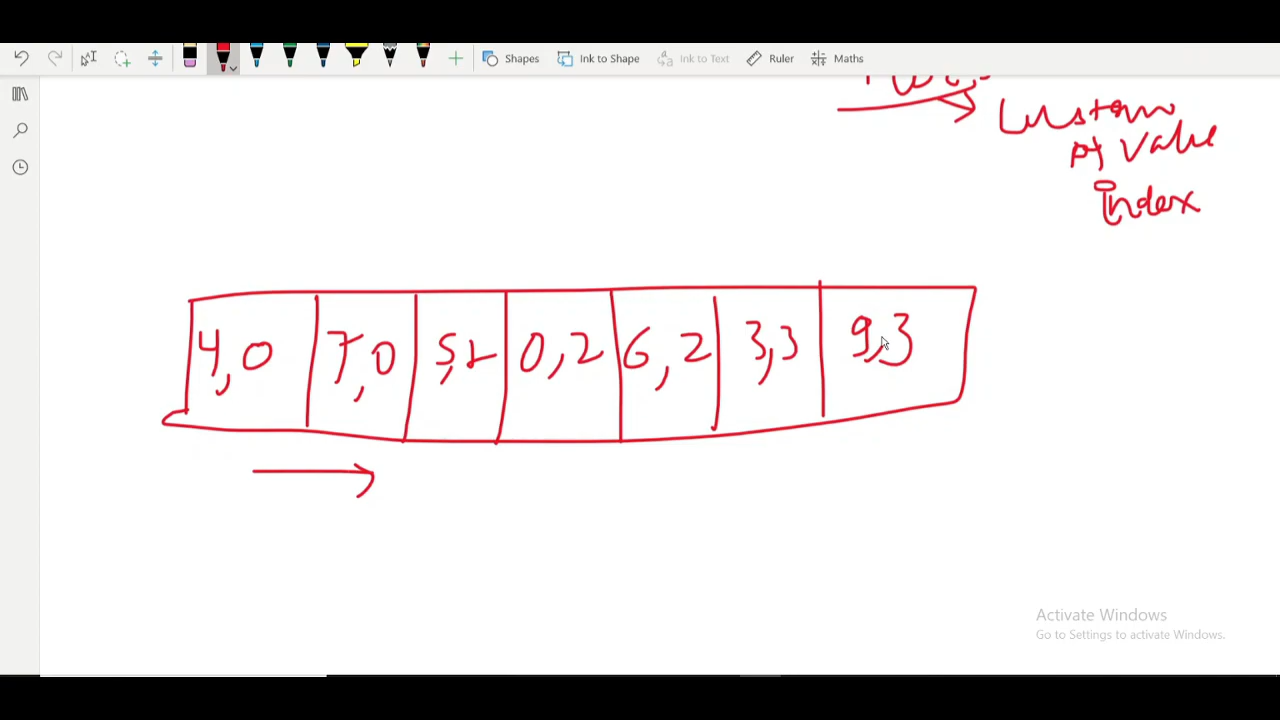 Shapes Ink to Shape Ink to Text Ruler Maths
Custom
of value
index
4,0 7,0 5,2 0,2 6,2 3,3 9,3
Activate Windows
Go to Settings to activate Windows.